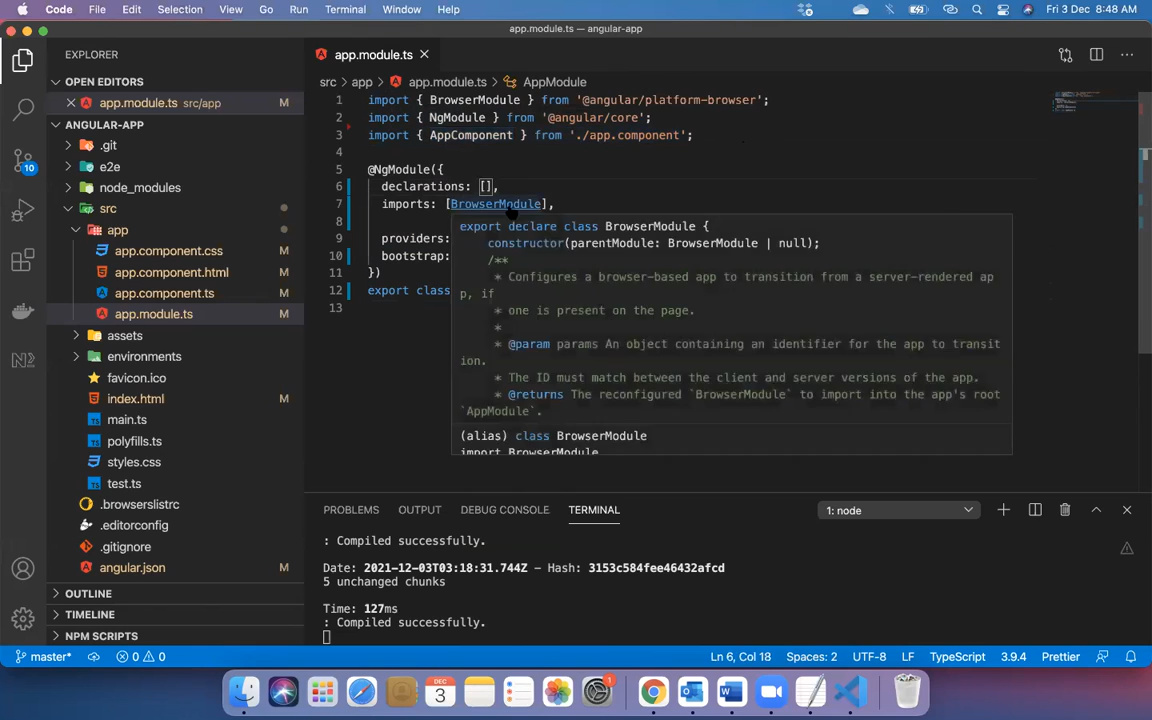 Code File Edit Selection View Go Run Terminal Window Help Fri 3 Dec 8:48 AM
app.module.ts — angular-app
EXPLORER
OPEN EDITORS
app.module.ts src/app M
ANGULAR-APP
.git
e2e
node_modules
src
app
app.component.css M
app.component.html M
app.component.ts M
app.module.ts M
assets
environments
favicon.ico
index.html M
main.ts
polyfills.ts
styles.css
test.ts
.browserslistrc
.editorconfig
.gitignore
angular.json M
OUTLINE
TIMELINE
NPM SCRIPTS
10
app.module.ts
src > app > app.module.ts > AppModule
1 import { BrowserModule } from '@angular/platform-browser';
2 import { NgModule } from '@angular/core';
3 import { AppComponent } from './app.component';
4
5 @NgModule({
6 declarations: [],
7 imports: [BrowserModule],
8
9 providers:
10 bootstrap:
11 })
12 export class
13
export declare class BrowserModule {
constructor(parentModule: BrowserModule | null);
/**
* Configures a browser-based app to transition from a server-rendered ap
p, if
* one is present on the page.
*
* @param params An object containing an identifier for the app to transit
ion.
* The ID must match between the client and server versions of the app.
* @returns The reconfigured `BrowserModule` to import into the app's root
`AppModule`.
(alias) class BrowserModule
import BrowserModule
PROBLEMS OUTPUT DEBUG CONSOLE TERMINAL 1: node
: Compiled successfully.
Date: 2021-12-03T03:18:31.744Z – Hash: 3153c584fee46432afcd
5 unchanged chunks
Time: 127ms
: Compiled successfully.
master* 0 0 Ln 6, Col 18 Spaces: 2 UTF-8 LF TypeScript 3.9.4 Prettier
DEC
3
1